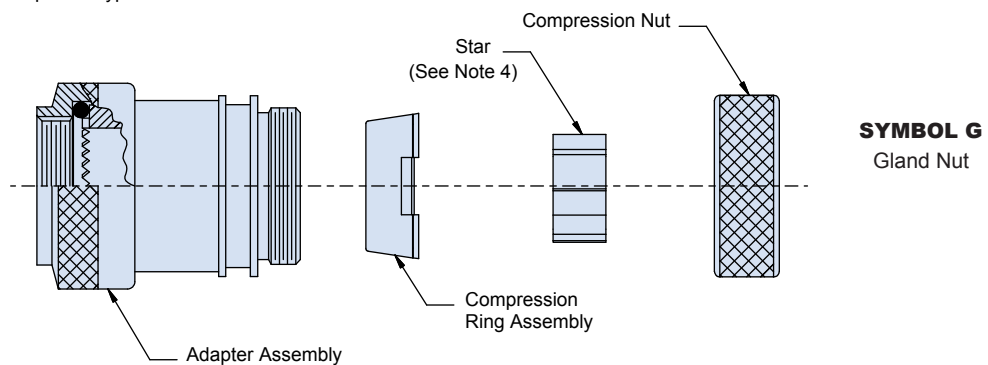 Compression Nut
Star
(See Note 4)
SYMBOL G
Gland Nut
Compression
Ring Assembly
Adapter Assembly